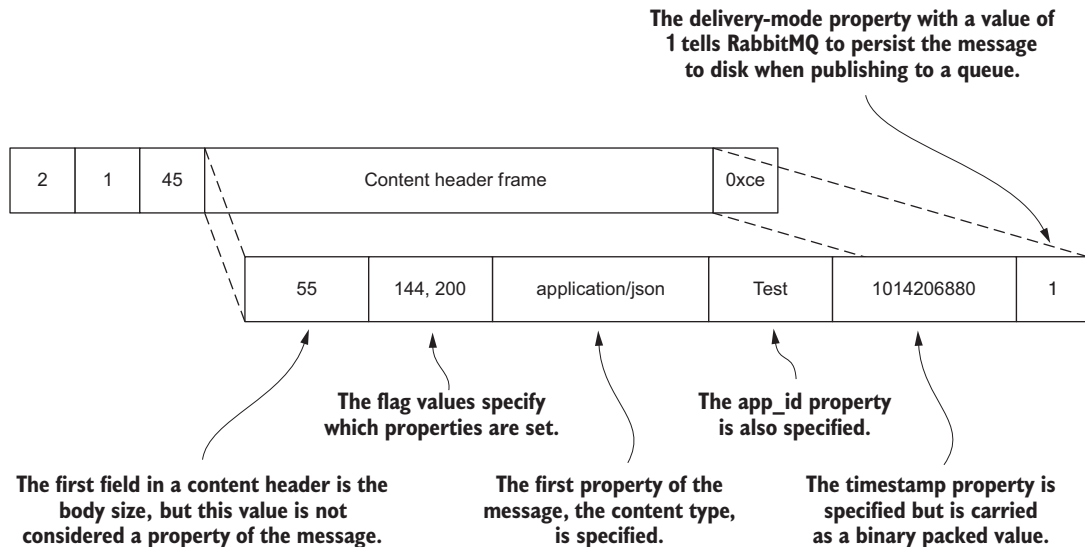 The delivery-mode property with a value of
1 tells RabbitMQ to persist the message
to disk when publishing to a queue.
2 1 45 Content header frame 0xce
55 144, 200 application/json Test 1014206880 1
The flag values specify
which properties are set.
The app_id property
is also specified.
The first field in a content header is the
body size, but this value is not
considered a property of the message.
The first property of the
message, the content type,
is specified.
The timestamp property is
specified but is carried
as a binary packed value.